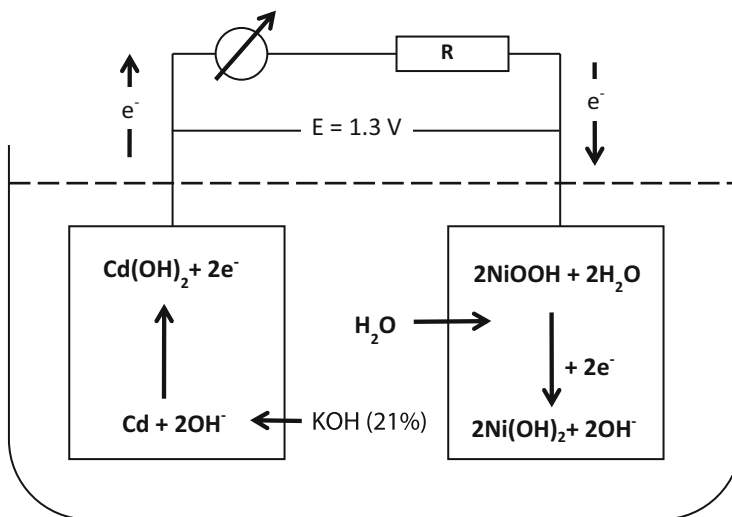 R
e⁻
e⁻
E = 1.3 V
Cd(OH)₂+ 2e⁻
2NiOOH + 2H₂O
H₂O
+ 2e⁻
Cd + 2OH⁻
KOH (21%)
2Ni(OH)₂+ 2OH⁻